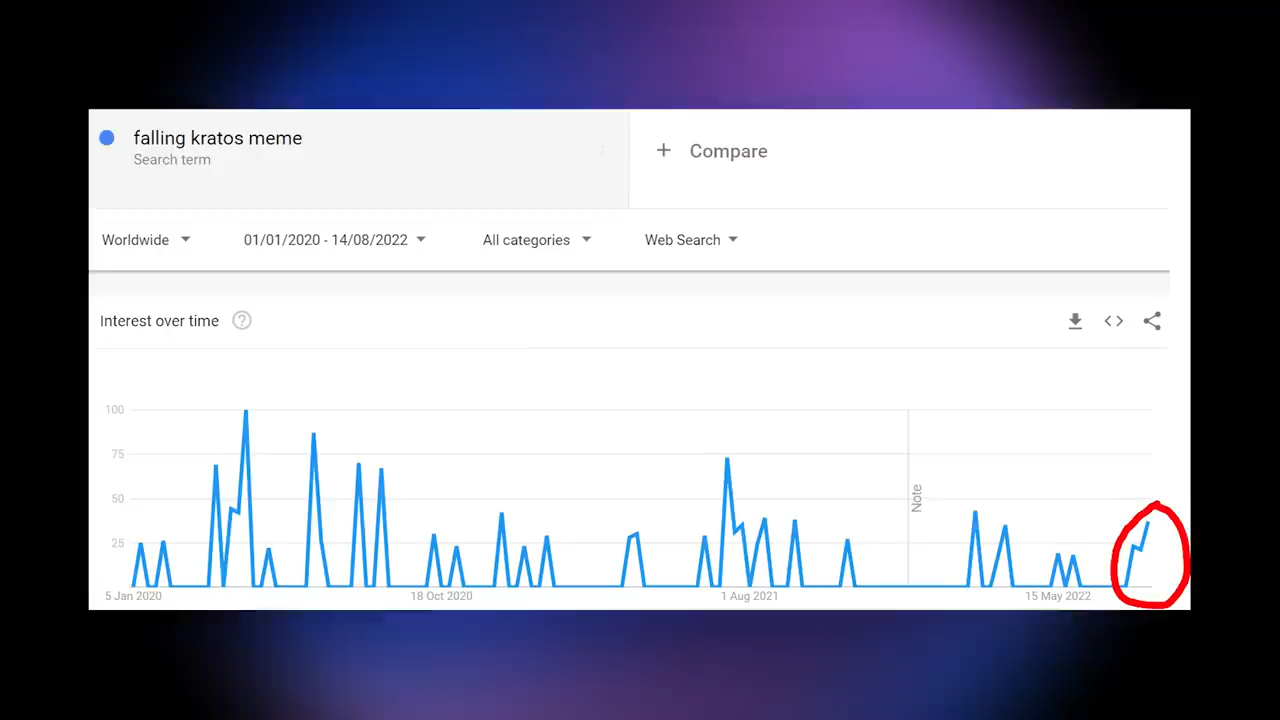 falling kratos meme
Search term
+ Compare
Worldwide
01/01/2020 - 14/08/2022
All categories
Web Search
Interest over time ?
100
75
50
25
Note
5 Jan 2020
18 Oct 2020
1 Aug 2021
15 May 2022